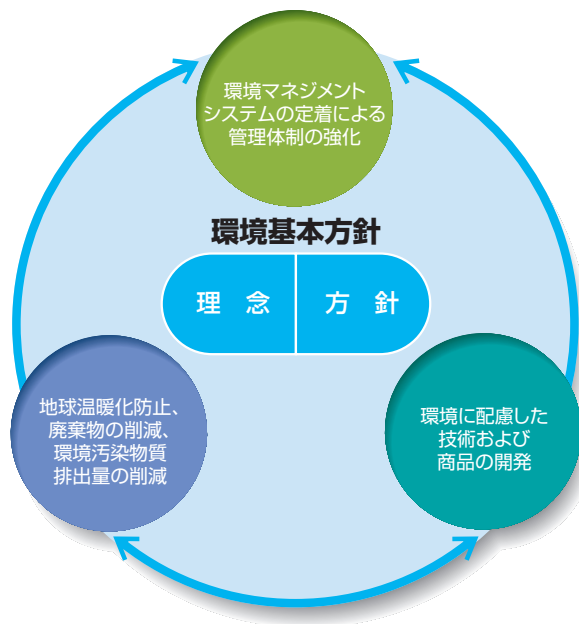 環境マネジメント
システムの定着による
管理体制の強化
環境基本方針
理念 方針
地球温暖化防止、
廃棄物の削減、
環境汚染物質
排出量の削減
環境に配慮した
技術および
商品の開発